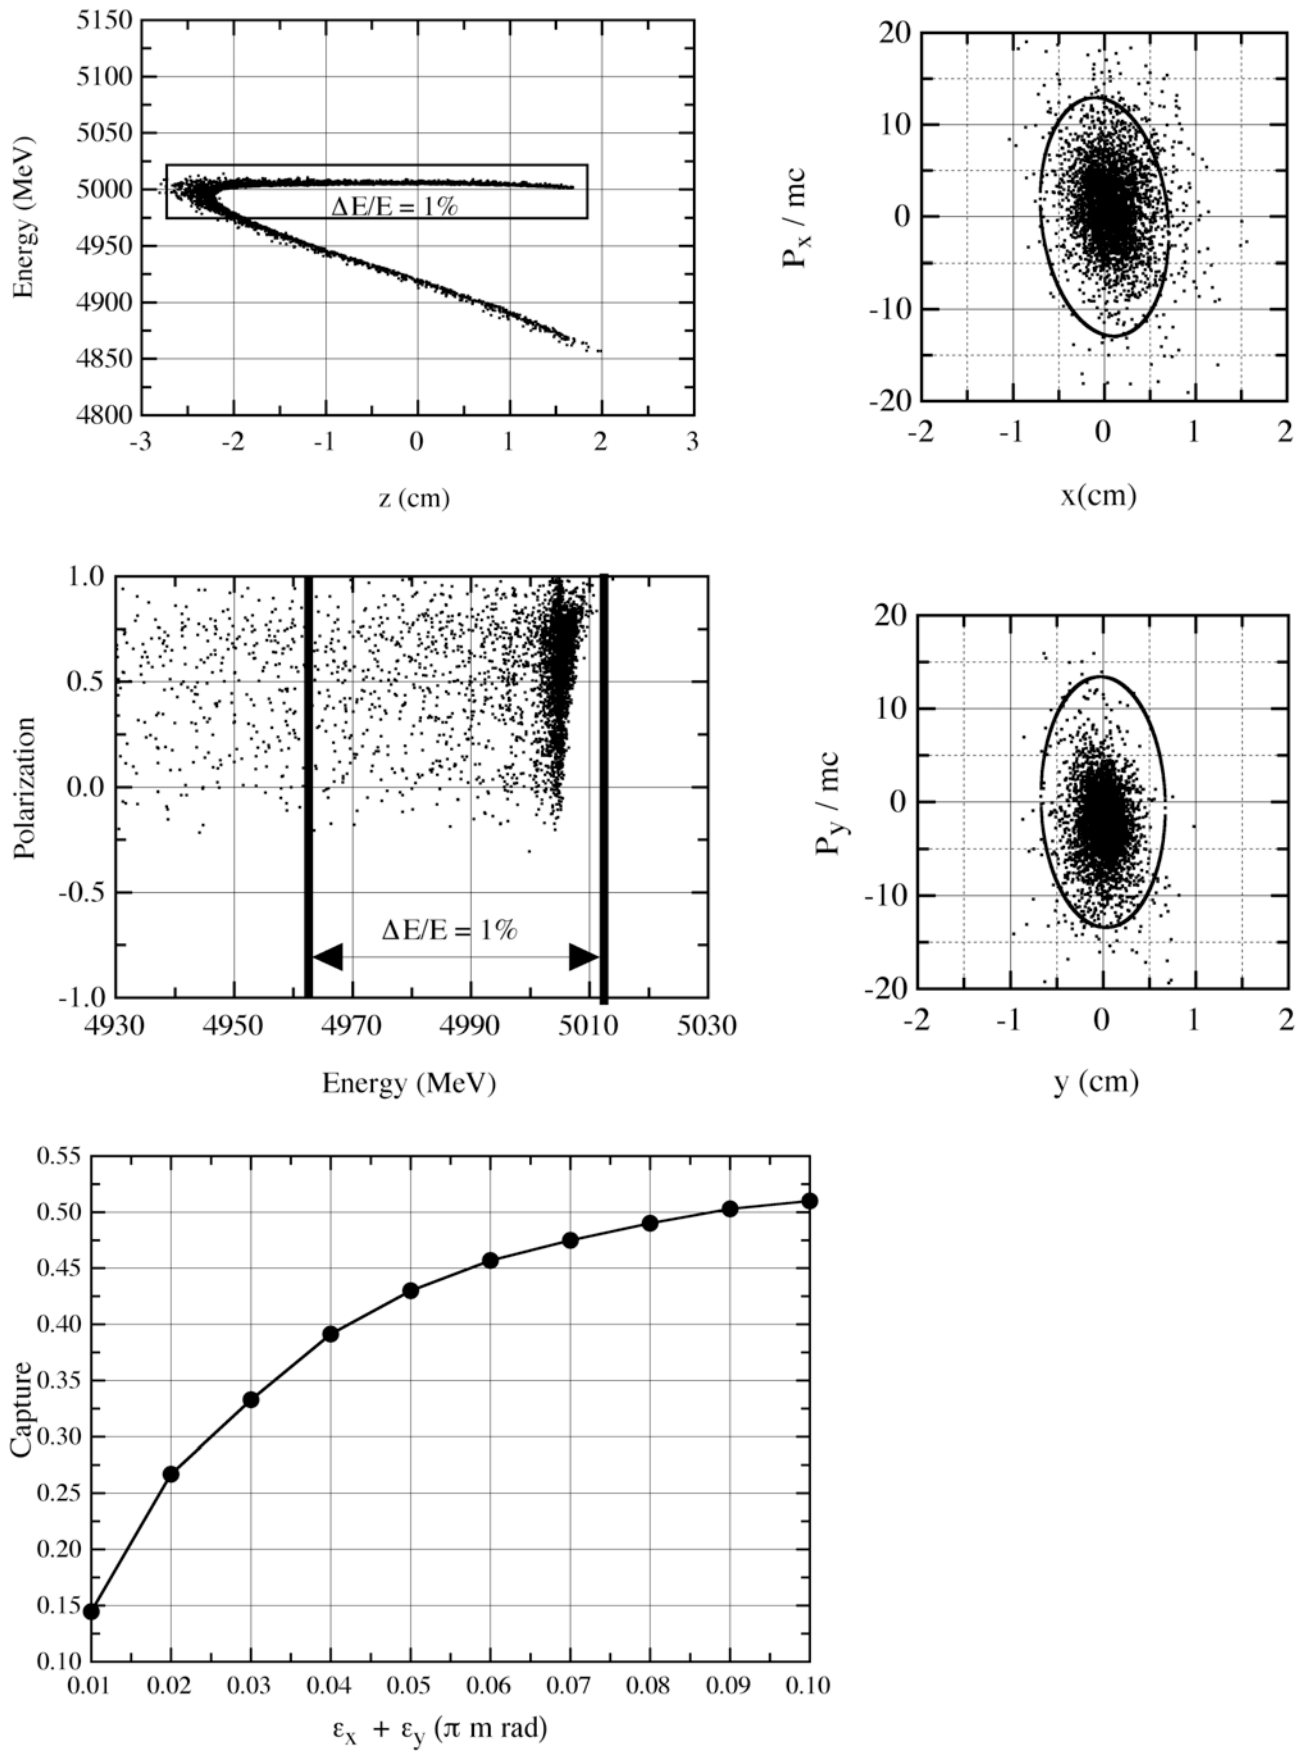 5150
5100
5050
5000
4950
4900
4850
4800
Energy (MeV)
ΔE/E = 1%
-3 -2 -1 0 1 2 3
z (cm)
20
10
0
-10
-20
Px / mc
-2 -1 0 1 2
x(cm)
1.0
0.5
0.0
-0.5
-1.0
Polarization
ΔE/E = 1%
4930 4950 4970 4990 5010 5030
Energy (MeV)
20
10
0
-10
-20
Py / mc
-2 -1 0 1 2
y (cm)
0.55
0.50
0.45
0.40
0.35
0.30
0.25
0.20
0.15
0.10
Capture
0.01 0.02 0.03 0.04 0.05 0.06 0.07 0.08 0.09 0.10
εx + εy (π m rad)